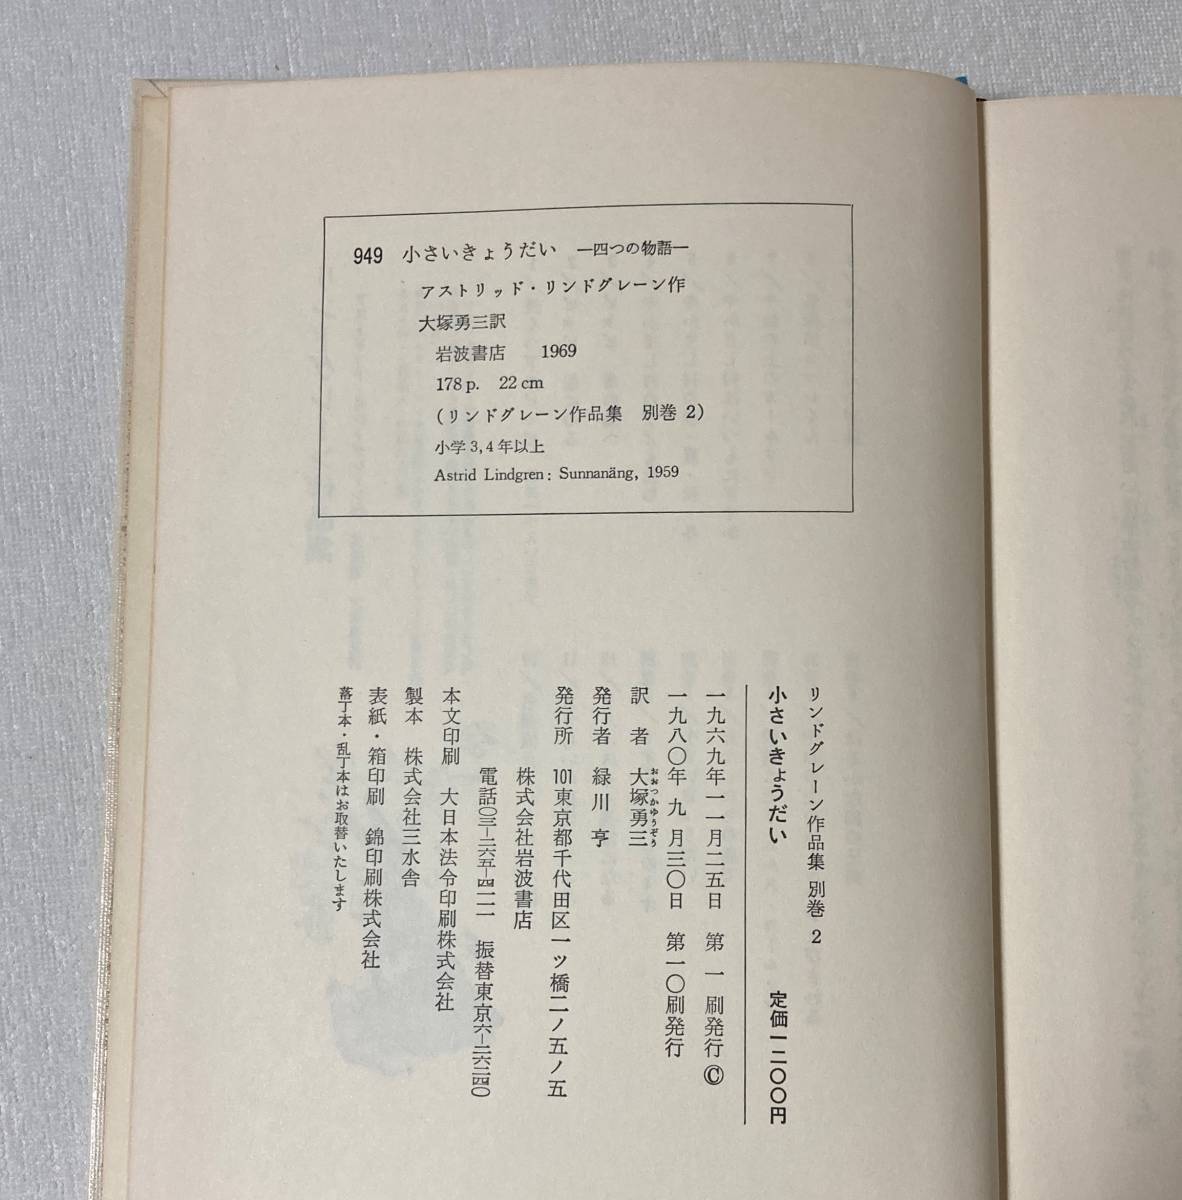 949 小さいきょうだい ―四つの物語―
アストリッド・リンドグレーン作
大塚勇三訳
岩波書店 1969
178 p. 22 cm
(リンドグレーン作品集 別巻 2)
小学3,4年以上
Astrid Lindgren: Sunnanäng, 1959
リンドグレーン作品集 別巻 2
小さいきょうだい 定価一二〇〇円
一九六九年一一月二五日 第一刷発行©
一九八〇年九月三〇日 第一〇刷発行
訳者 大塚勇三
おおつかゆうぞう
発行者 緑川亨
発行所 101東京都千代田区一ツ橋二ノ五ノ五
株式会社岩波書店
電話〇三-二六五-四一一一 振替東京六-二六二四〇
本文印刷 大日本法令印刷株式会社
製本 株式会社三水舎
表紙・箱印刷 錦印刷株式会社
落丁本・乱丁本はお取替いたします